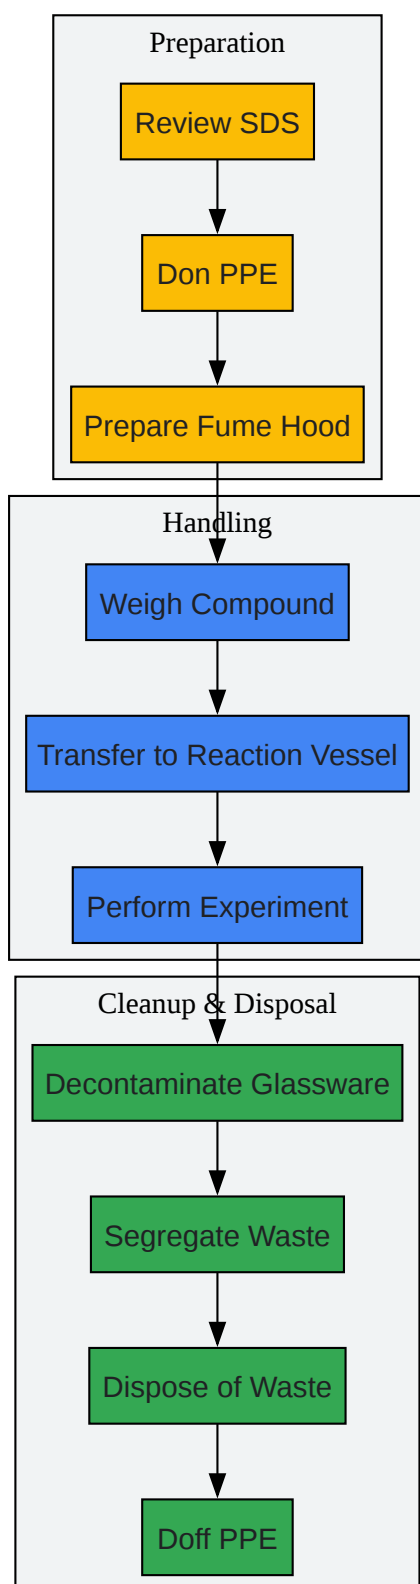 Preparation
Review SDS
Don PPE
Prepare Fume Hood
Handling
Weigh Compound
Transfer to Reaction Vessel
Perform Experiment
Cleanup & Disposal
Decontaminate Glassware
Segregate Waste
Dispose of Waste
Doff PPE